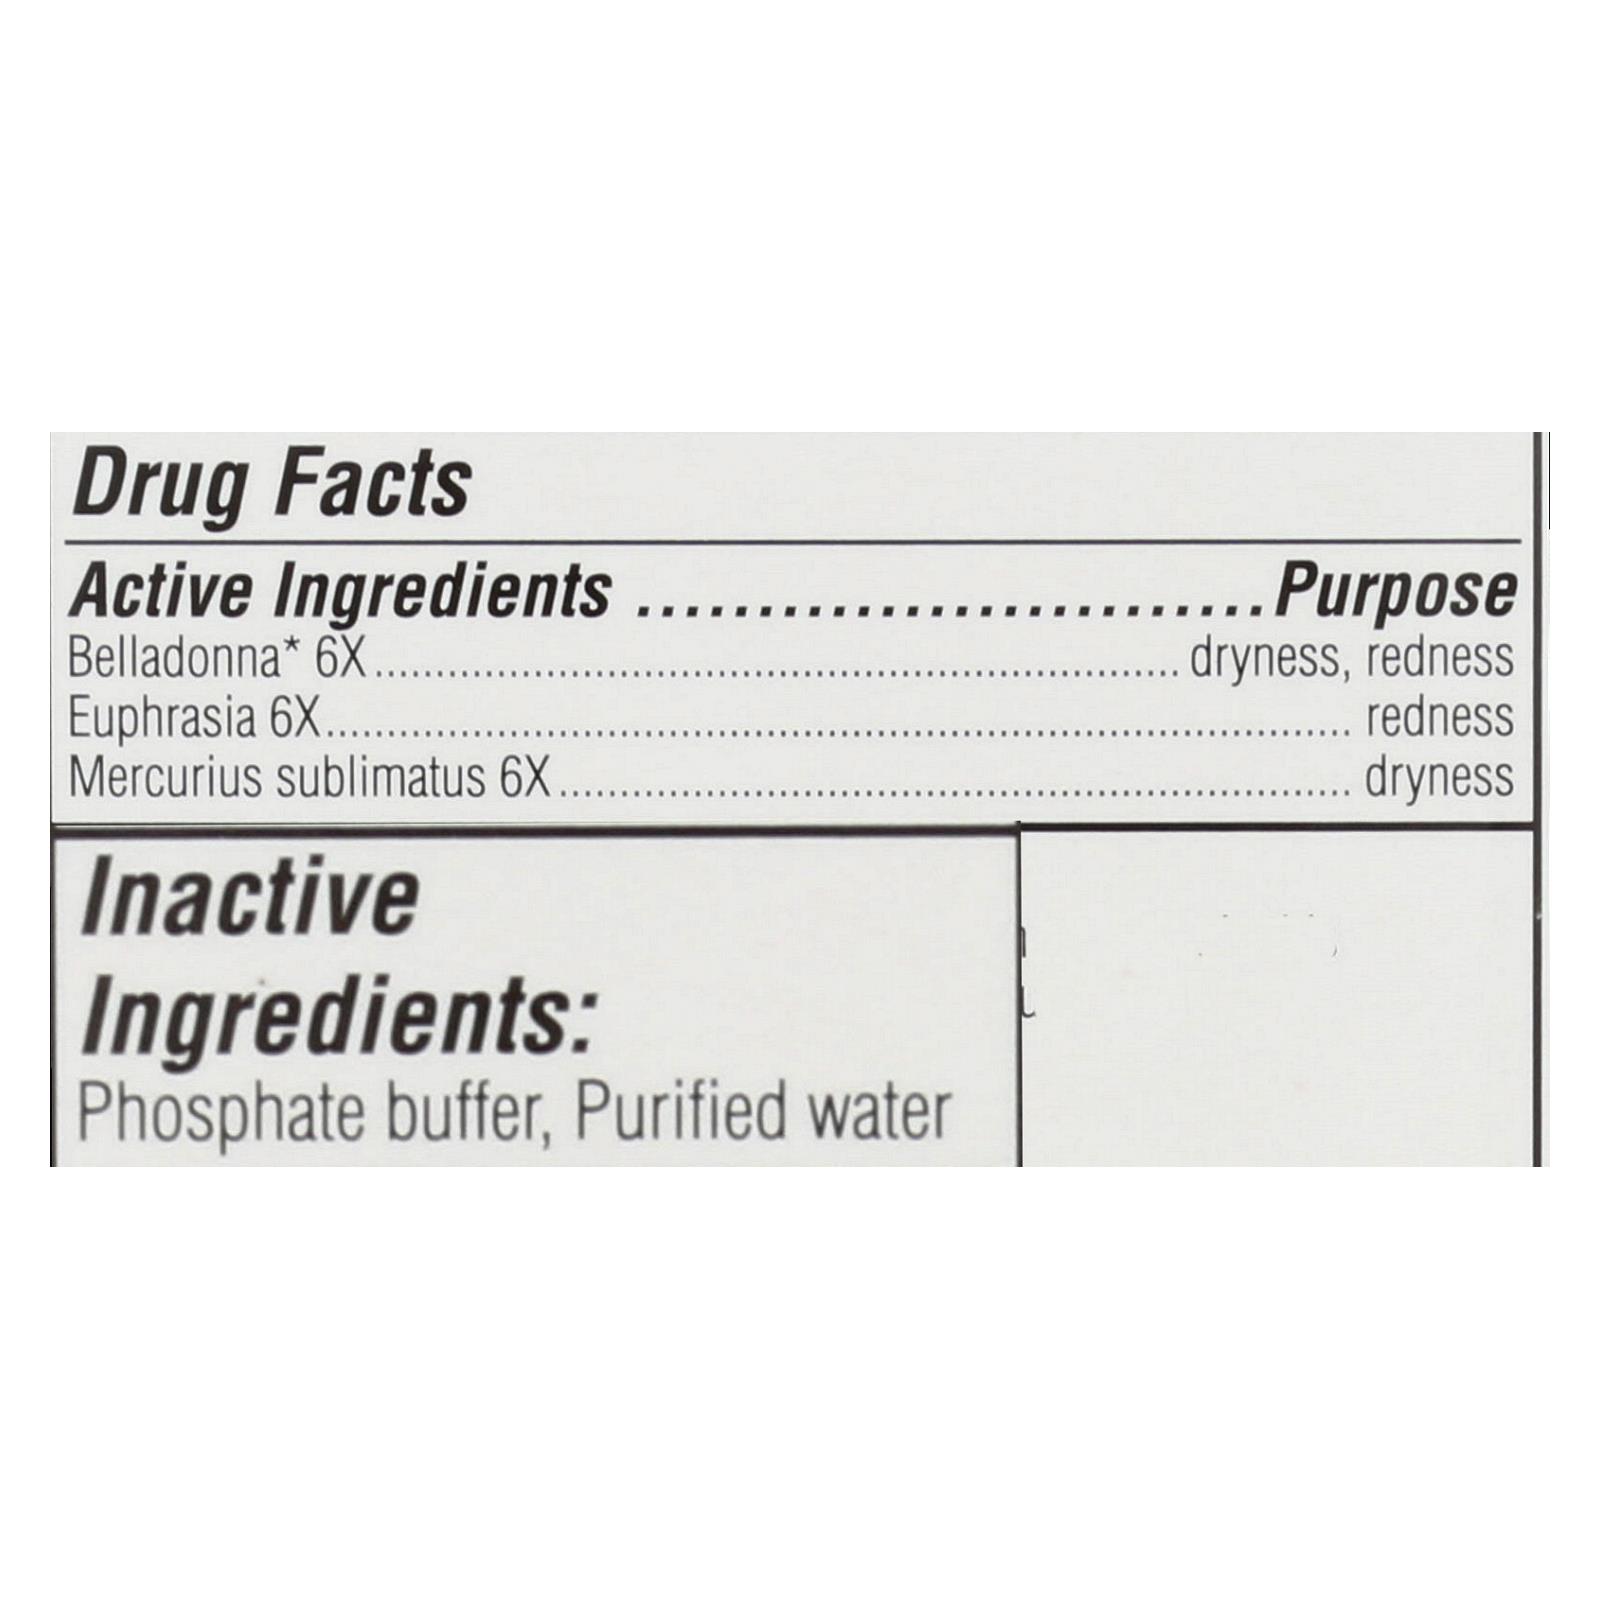 Drug Facts
Active Ingredients ..........................Purpose
Belladonna* 6X.................................................................. dryness, redness
Euphrasia 6X.................................................................................... redness
Mercurius sublimatus 6X................................................................. dryness
Inactive
Ingredients:
Phosphate buffer, Purified water